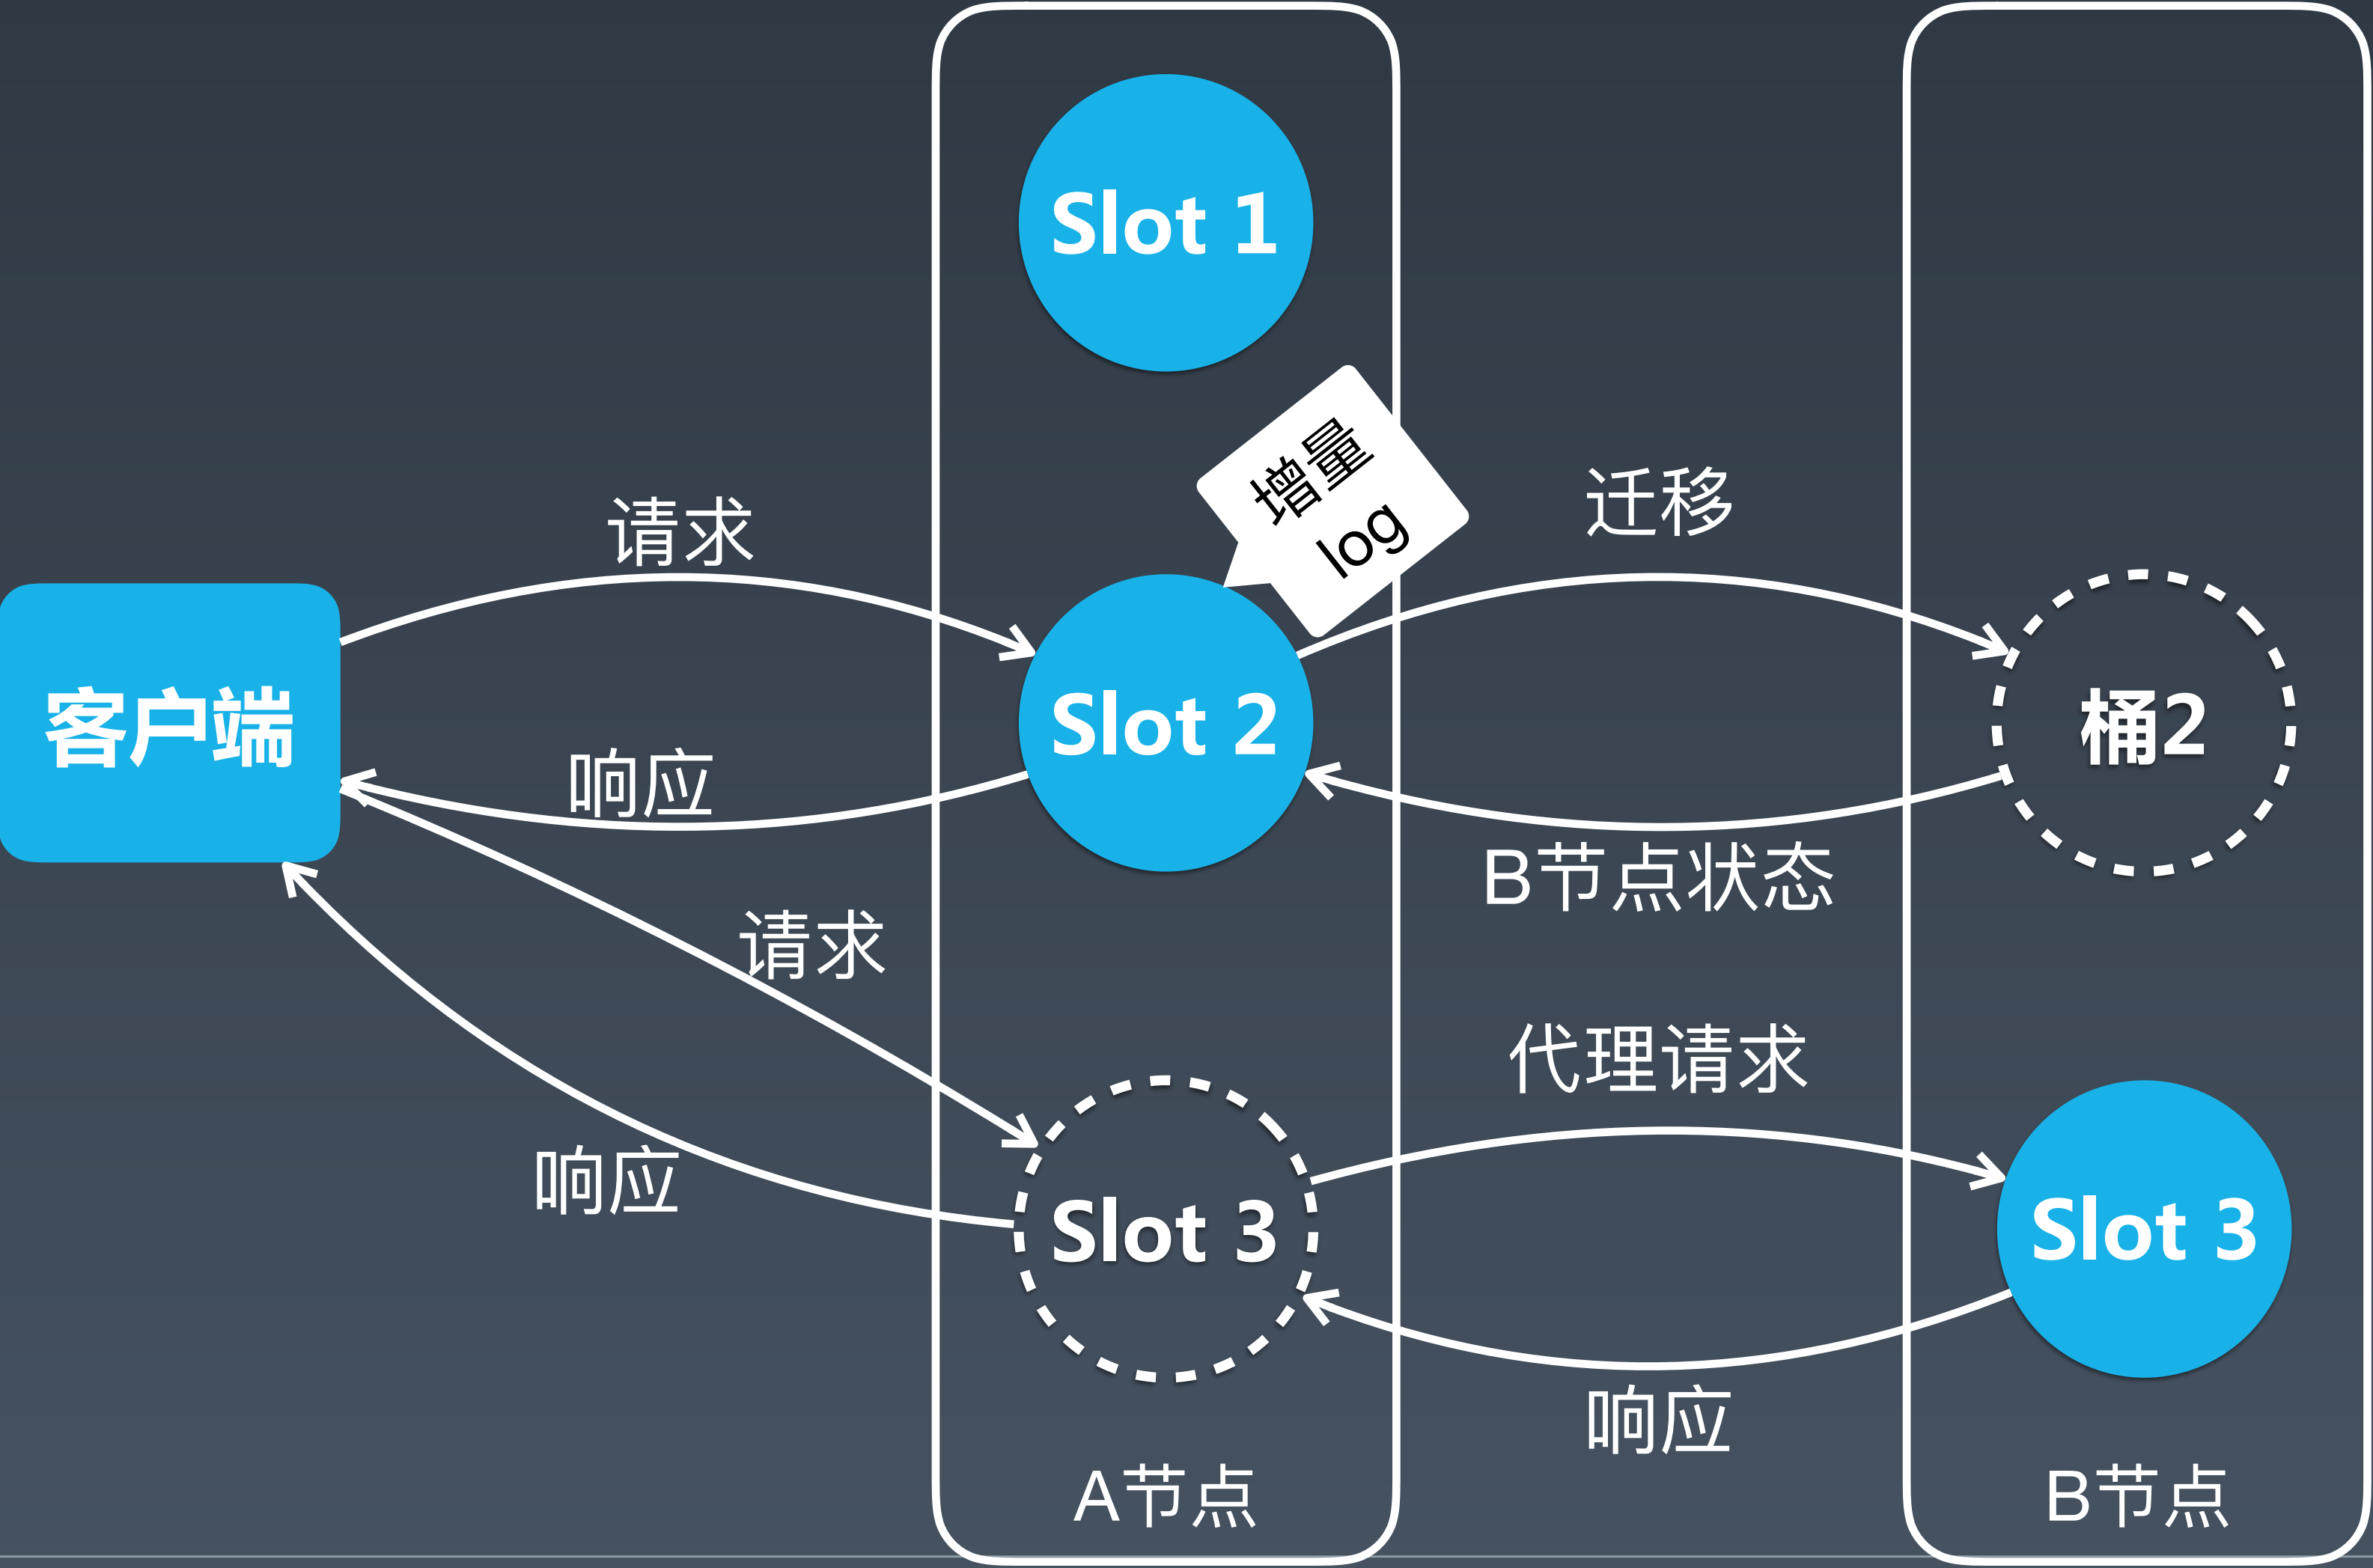 Slot 1
增量
log
请求
迁移
客户端
Slot 2
桶2
响应
B节点状态
请求
代理请求
响应
Slot 3
Slot 3
响应
A节点
B节点